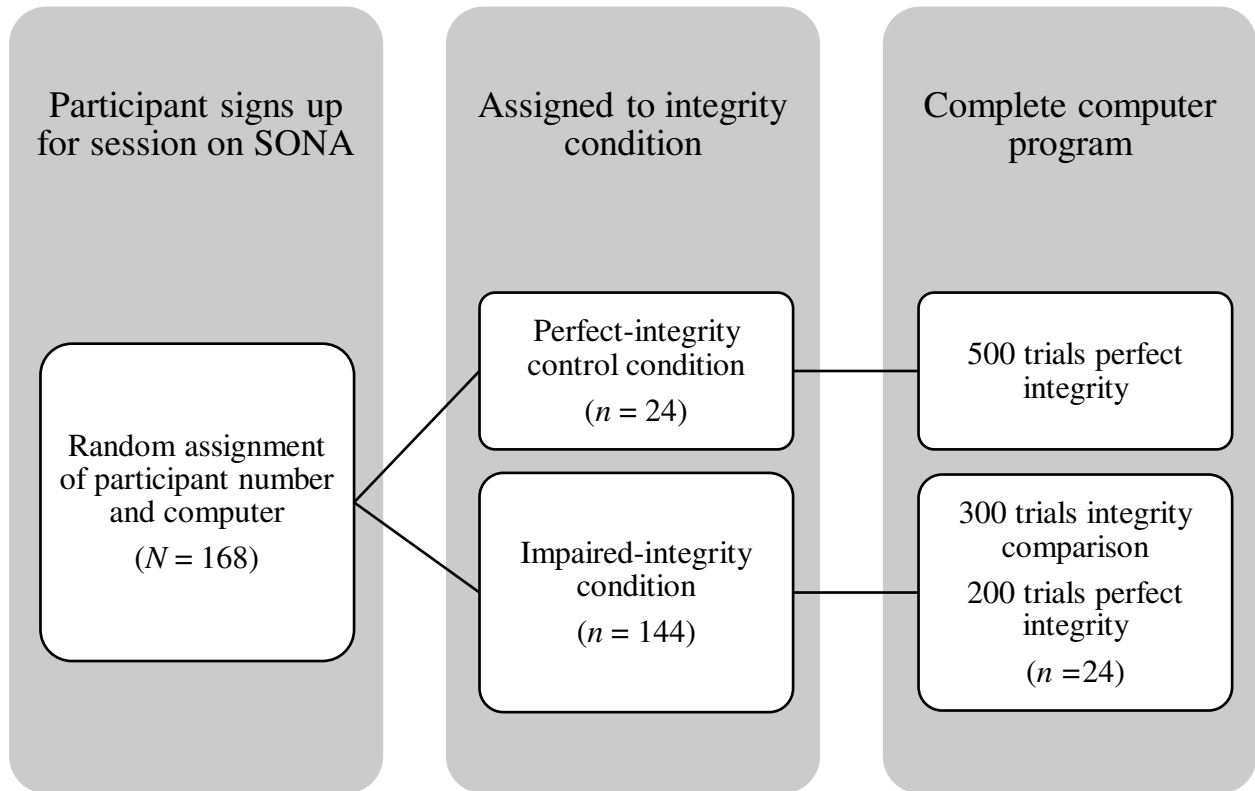 Participant signs up
for session on SONA
Random assignment
of participant number
and computer
(N = 168)
Assigned to integrity
condition
Perfect-integrity
control condition
(n = 24)
Impaired-integrity
condition
(n = 144)
Complete computer
program
500 trials perfect
integrity
300 trials integrity
comparison
200 trials perfect
integrity
(n =24)